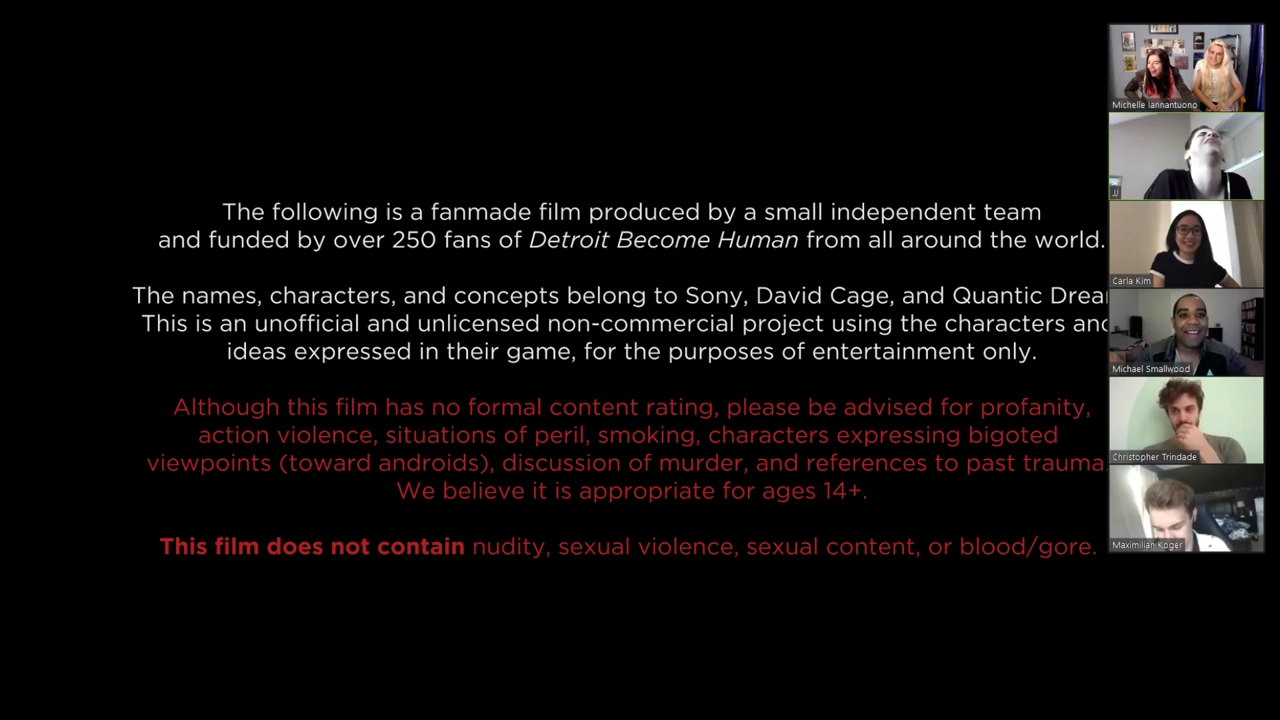 The following is a fanmade film produced by a small independent team
and funded by over 250 fans of Detroit Become Human from all around the world.
The names, characters, and concepts belong to Sony, David Cage, and Quantic Drea
This is an unofficial and unlicensed non-commercial project using the characters and
ideas expressed in their game, for the purposes of entertainment only.
Although this film has no formal content rating, please be advised for profanity,
action violence, situations of peril, smoking, characters expressing bigoted
viewpoints (toward androids), discussion of murder, and references to past trauma.
We believe it is appropriate for ages 14+.
This film does not contain nudity, sexual violence, sexual content, or blood/gore.
Michelle Iannantuono
JJ
Carla Kim
Michael Smallwood
Christopher Trindade
Maximilian Koger